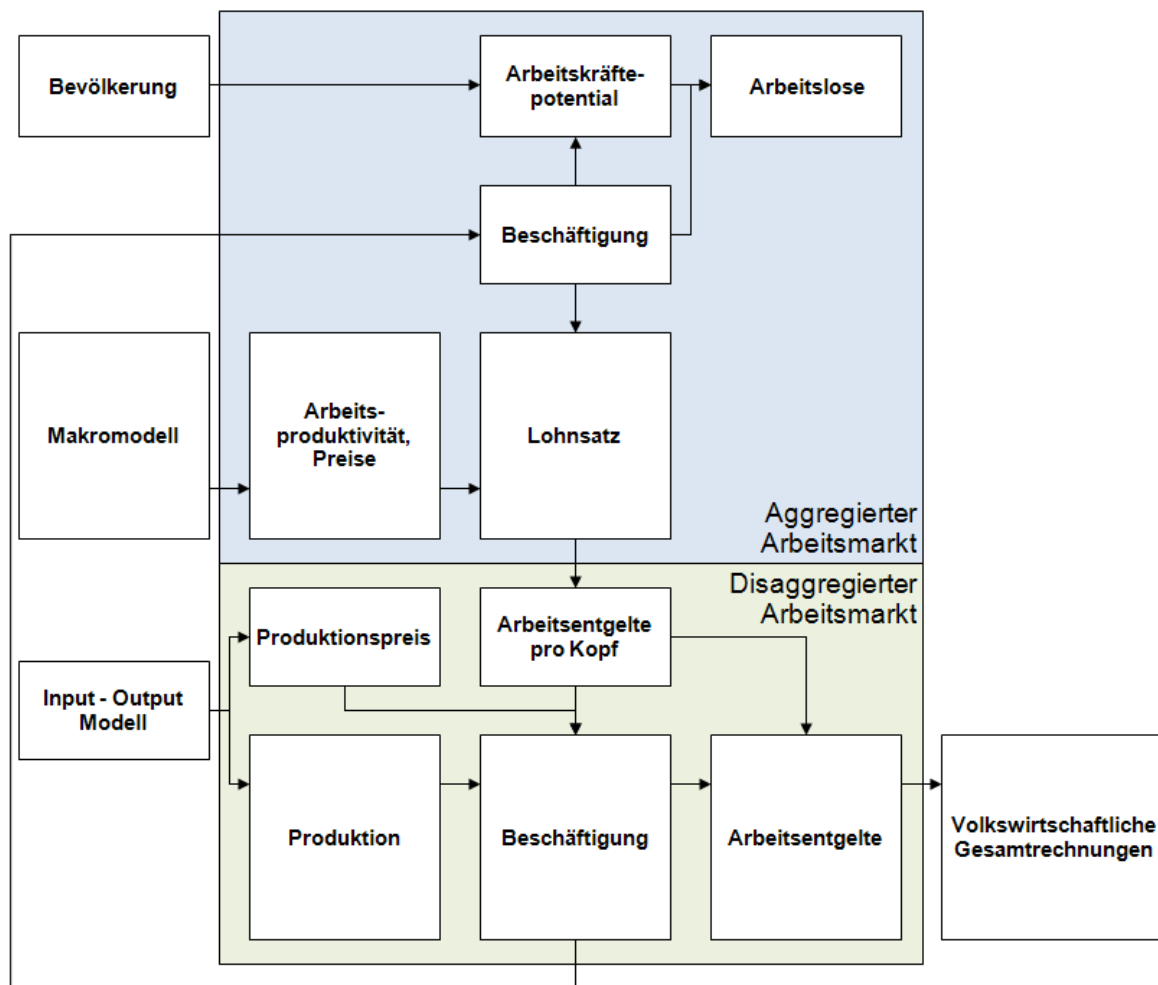 Bevölkerung
Arbeitskräfte-
potential
Arbeitslose
Beschäftigung
Makromodell
Arbeits-
produktivität,
Preise
Lohnsatz
Aggregierter
Arbeitsmarkt
Disaggregierter
Arbeitsmarkt
Produktionspreis
Arbeitsentgelte
pro Kopf
Input - Output
Modell
Produktion
Beschäftigung
Arbeitsentgelte
Volkswirtschaftliche
Gesamtrechnungen